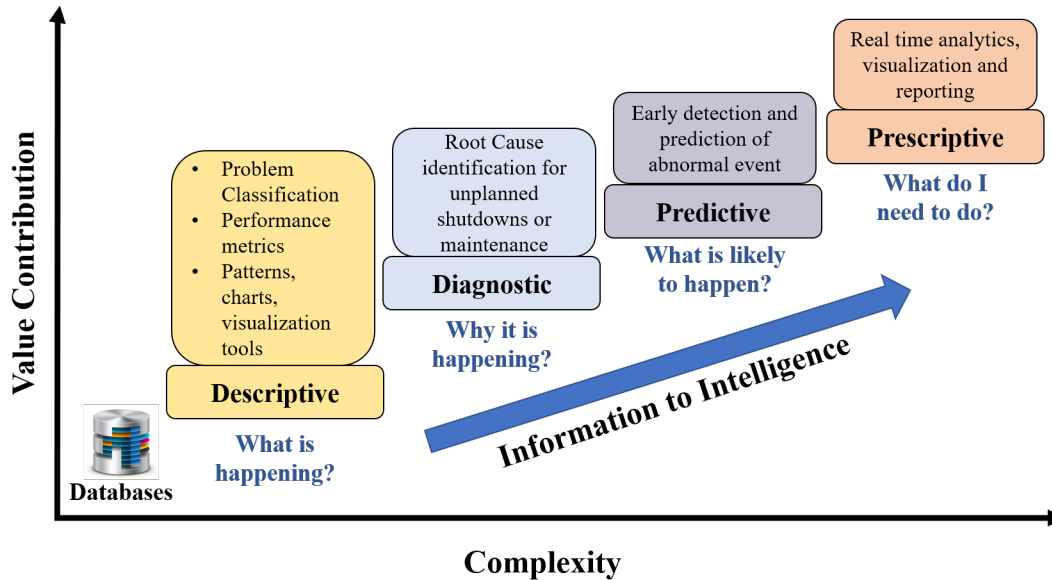 Value Contribution
Databases
• Problem
Classification
• Performance
metrics
• Patterns,
charts,
visualization
tools
Descriptive
What is
happening?
Root Cause
identification for
unplanned
shutdowns or
maintenance
Diagnostic
Why it is
happening?
Early detection and
prediction of
abnormal event
Predictive
What is likely
to happen?
Real time analytics,
visualization and
reporting
Prescriptive
What do I
need to do?
Information to Intelligence
Complexity